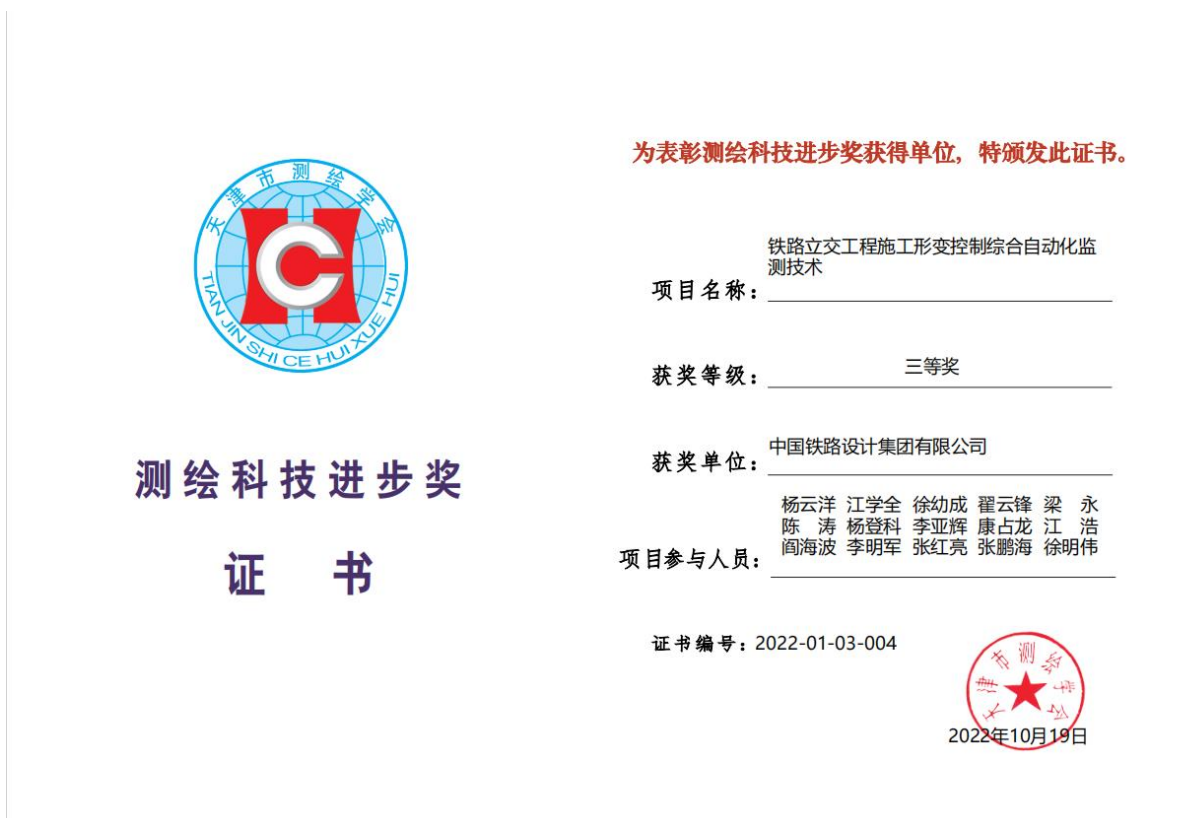 天津市测绘学会
TIAN JIN SHI CE HUI XUE HUI
测绘科技进步奖
证 书
为表彰测绘科技进步奖获得单位，特颁发此证书。
项目名称：铁路立交工程施工形变控制综合自动化监
测技术
获奖等级：三等奖
获奖单位：中国铁路设计集团有限公司
项目参与人员：杨云洋 江学全 徐幼成 翟云锋 梁 永
陈 涛 杨登科 李亚辉 康占龙 江 浩
阎海波 李明军 张红亮 张鹏海 徐明伟
证书编号：2022-01-03-004
天津市测绘学会
2022年10月19日